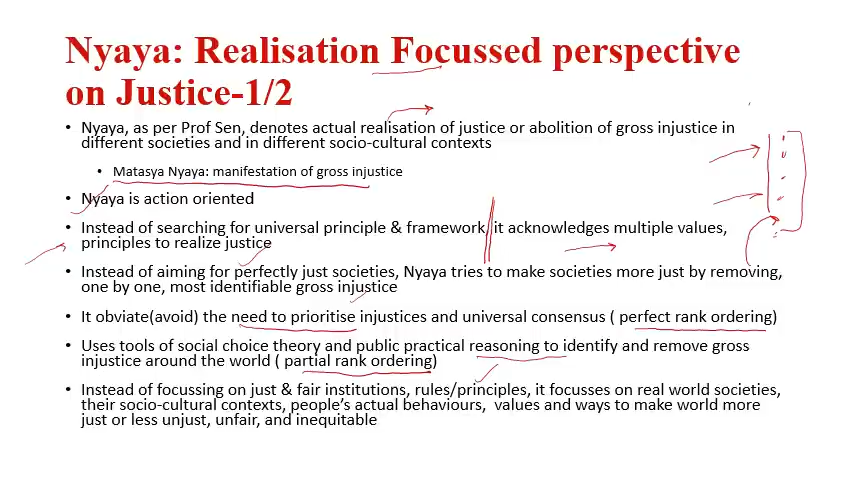 Nyaya: Realisation Focussed perspective
on Justice-1/2
• Nyaya, as per Prof Sen, denotes actual realisation of justice or abolition of gross injustice in
different societies and in different socio-cultural contexts
• Matasya Nyaya: manifestation of gross injustice
• Nyaya is action oriented
• Instead of searching for universal principle & framework, it acknowledges multiple values,
principles to realize justice
• Instead of aiming for perfectly just societies, Nyaya tries to make societies more just by removing,
one by one, most identifiable gross injustice
• It obviate(avoid) the need to prioritise injustices and universal consensus ( perfect rank ordering)
• Uses tools of social choice theory and public practical reasoning to identify and remove gross
injustice around the world ( partial rank ordering)
• Instead of focussing on just & fair institutions, rules/principles, it focusses on real world societies,
their socio-cultural contexts, people's actual behaviours, values and ways to make world more
just or less unjust, unfair, and inequitable